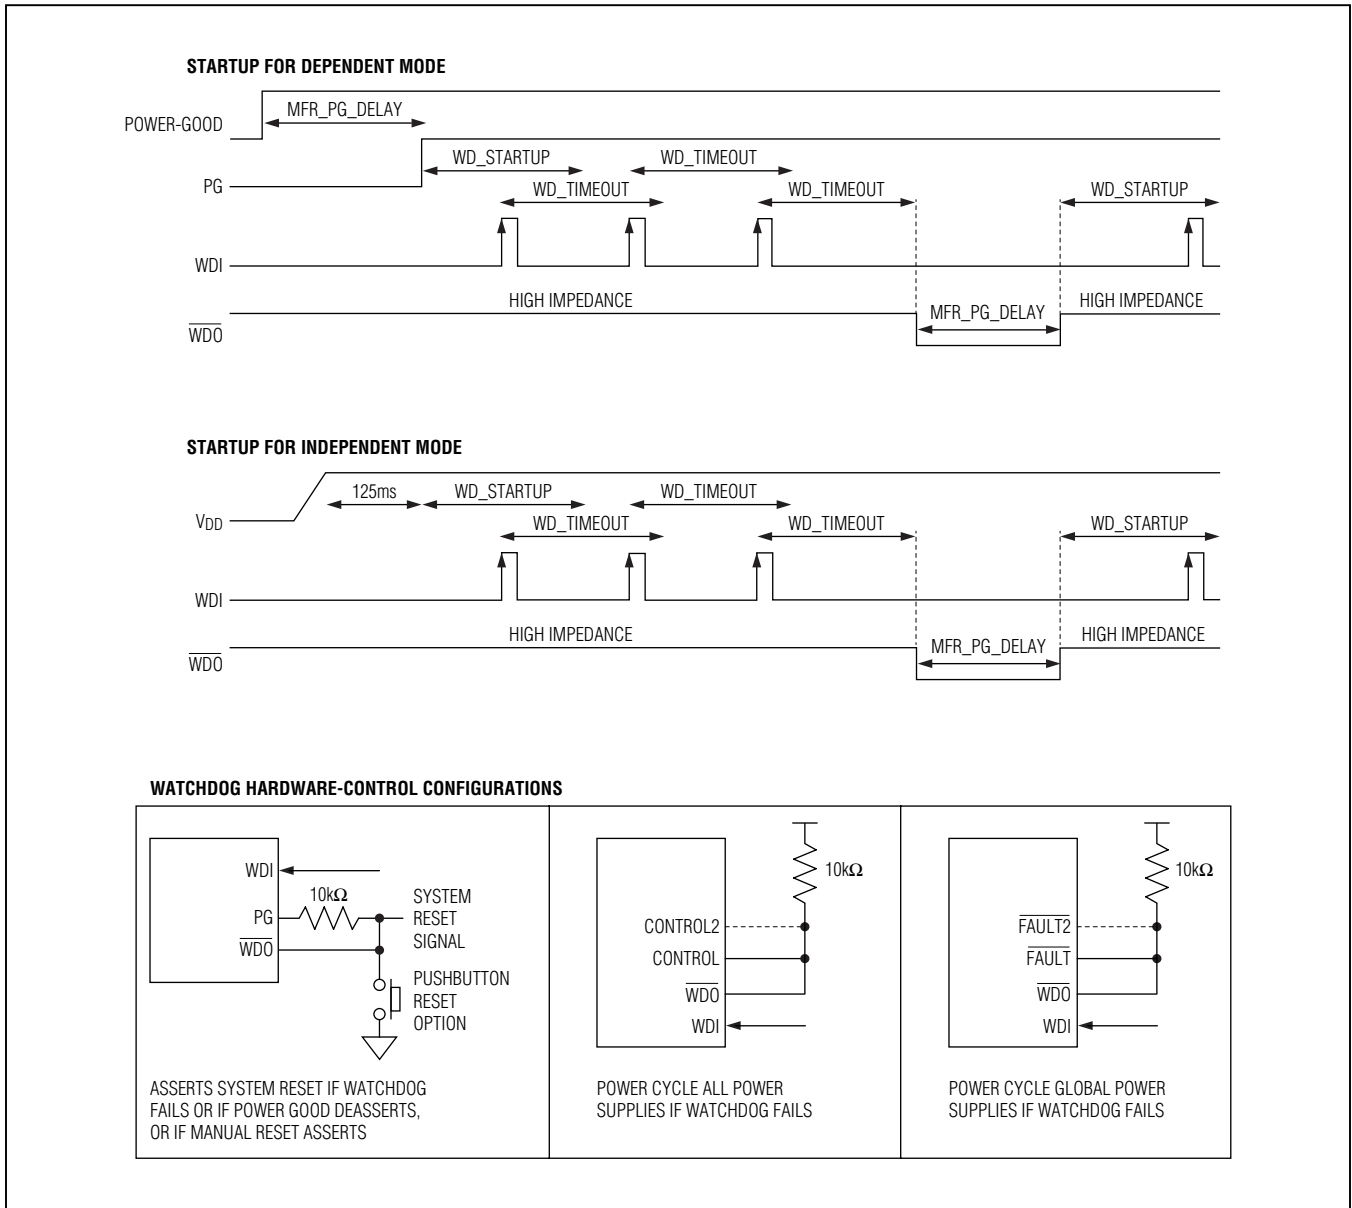 STARTUP FOR DEPENDENT MODE
POWER-GOOD
MFR_PG_DELAY
PG
WD_STARTUP
WD_TIMEOUT
WD_TIMEOUT
WD_TIMEOUT
WD_STARTUP
WDI
HIGH IMPEDANCE
MFR_PG_DELAY
HIGH IMPEDANCE
WDO
STARTUP FOR INDEPENDENT MODE
125ms
WD_STARTUP
WD_TIMEOUT
VDD
WD_TIMEOUT
WD_TIMEOUT
WD_STARTUP
WDI
HIGH IMPEDANCE
MFR_PG_DELAY
HIGH IMPEDANCE
WDO
WATCHDOG HARDWARE-CONTROL CONFIGURATIONS
WDI
10kΩ
PG
WDO
SYSTEM
RESET
SIGNAL
PUSHBUTTON
RESET
OPTION
ASSERTS SYSTEM RESET IF WATCHDOG
FAILS OR IF POWER GOOD DEASSERTS,
OR IF MANUAL RESET ASSERTS
10kΩ
CONTROL2
CONTROL
WDO
WDI
POWER CYCLE ALL POWER
SUPPLIES IF WATCHDOG FAILS
10kΩ
FAULT2
FAULT
WDO
WDI
POWER CYCLE GLOBAL POWER
SUPPLIES IF WATCHDOG FAILS